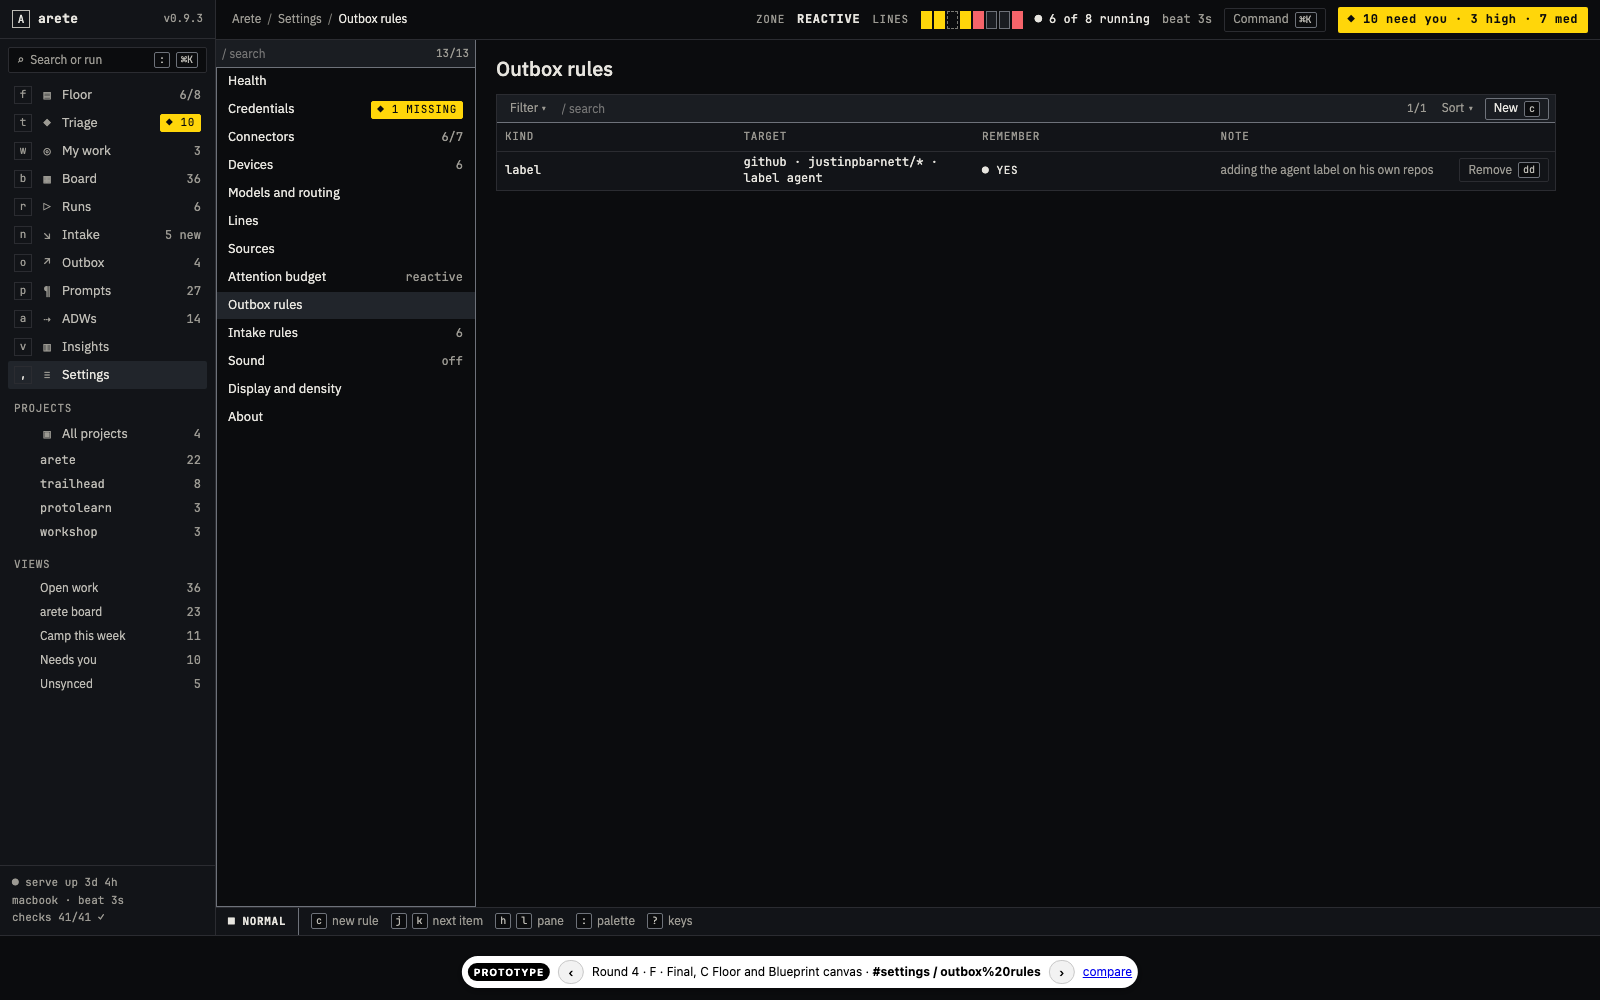 A arete v0.9.3
Search or run : ⌘K
f Floor 6/8
t Triage ◆ 10
w My work 3
b Board 36
r Runs 6
n Intake 5 new
o Outbox 4
p Prompts 27
a ADWs 14
v Insights
, Settings
PROJECTS
All projects 4
arete 22
trailhead 8
protolearn 3
workshop 3
VIEWS
Open work 36
arete board 23
Camp this week 11
Needs you 10
Unsynced 5
● serve up 3d 4h
macbook · beat 3s
checks 41/41 ✓
Arete / Settings / Outbox rules
ZONE REACTIVE LINES ● 6 of 8 running beat 3s Command ⌘K ◆ 10 need you · 3 high · 7 med
/ search 13/13
Health
Credentials ◆ 1 MISSING
Connectors 6/7
Devices 6
Models and routing
Lines
Sources
Attention budget reactive
Outbox rules
Intake rules 6
Sound off
Display and density
About
Outbox rules
Filter ▾ / search 1/1 Sort ▾ New c
KIND TARGET REMEMBER NOTE
label github · justinpbarnett/* · ● YES adding the agent label on his own repos Remove dd
label agent
■ NORMAL c new rule j k next item h l pane : palette ? keys
PROTOTYPE ‹ Round 4 · F · Final, C Floor and Blueprint canvas · #settings / outbox%20rules › compare